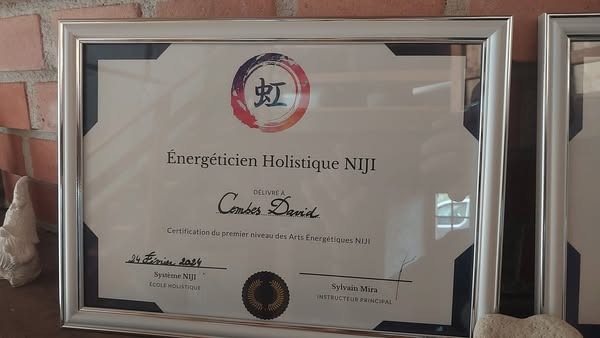 虹
Énergéticien Holistique NIJI
DÉLIVRÉ À
Combes David
Certification du premier niveau des Arts Énergétiques NIJI
24 Février 2024
Système NIJI
ÉCOLE HOLISTIQUE
Sylvain Mira
INSTRUCTEUR PRINCIPAL